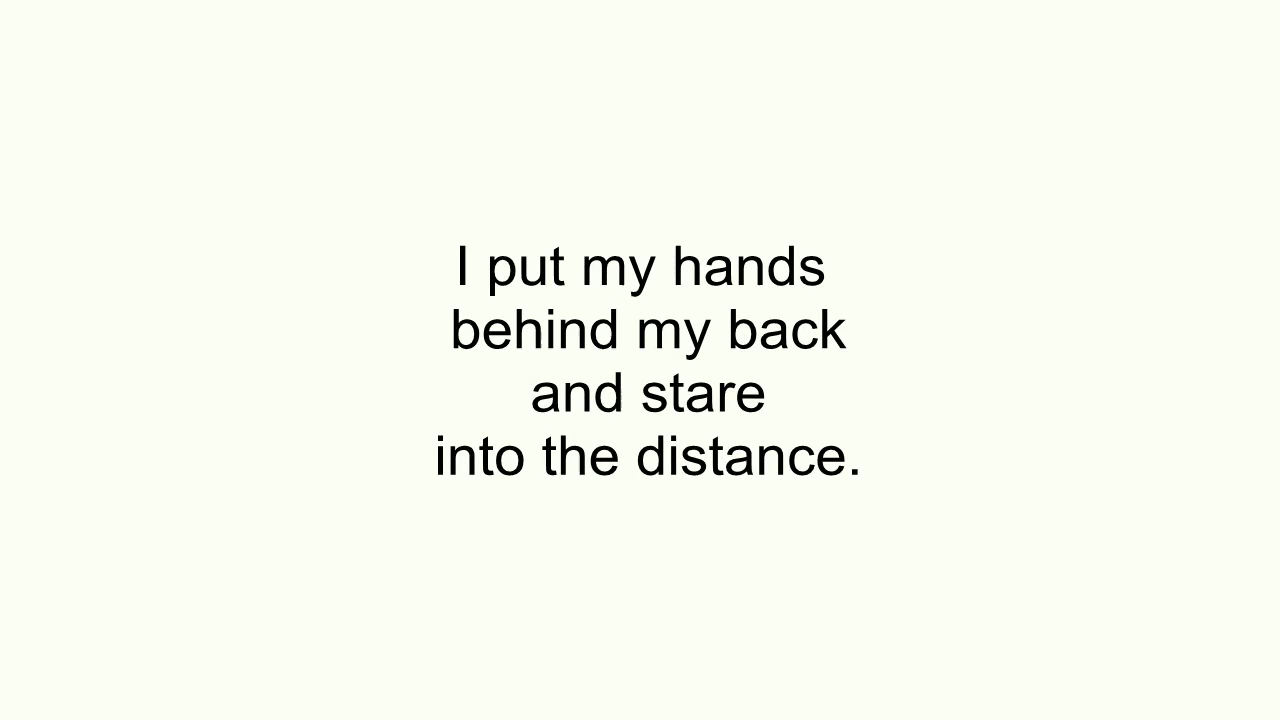 I put my hands
behind my back
and stare
into the distance.